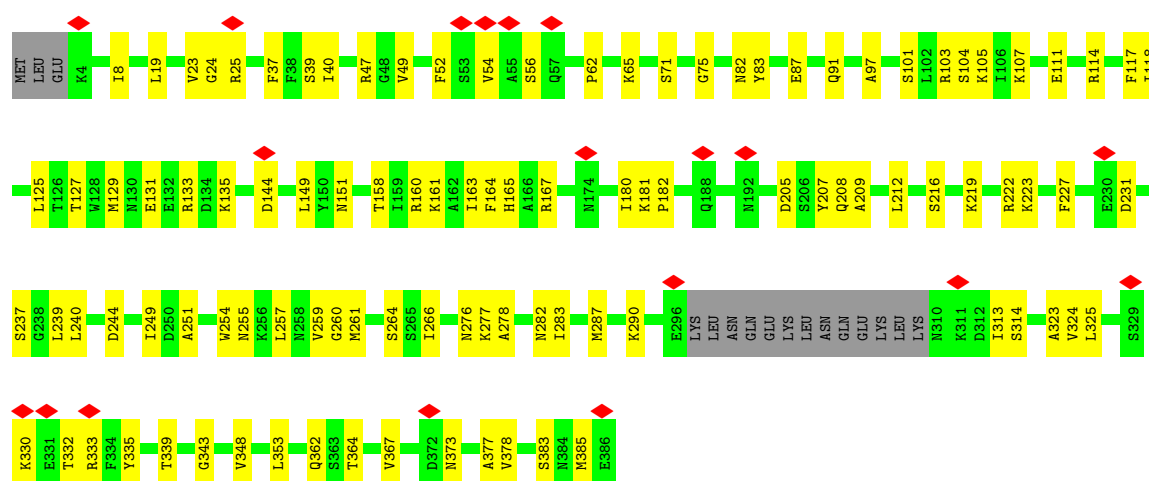 MET LEU GLU K4 I8 L19 V23 G24 R25 F37 F38 S39 I40 R47 G48 V49 F52 S53 V54 A55 S56 Q57 P62 K65 S71 G75 N82 Y83 E87 Q91 A97 S101 L102 R103 S104 K105 I106 K107 E111 R114 F117
L125 T126 T127 W128 M129 N130 E131 E132 R133 D134 K135 D144 L149 Y150 N151 T158 I159 R160 K161 A162 I163 F164 H165 A166 R167 N174 I180 K181 P182 Q188 N192 D205 S206 Y207 Q208 A209 L212 S216 K219 R222 K223 F227 E230 D231
S237 G238 L239 L240 D244 I249 D250 A251 W254 N255 K256 L257 N258 V259 G260 M261 S264 S265 I266 N276 K277 A278 N282 I283 M287 K290 E296 LYS LEU ASN GLN GLU LYS LEU ASN GLN GLU LYS LEU LYS N310 K311 D312 I313 S314 A323 V324 L325 S329
K330 E331 T332 R333 F334 Y335 T339 G343 V348 L353 Q362 S363 T364 V367 D372 N373 A377 V378 S383 N384 M385 E386